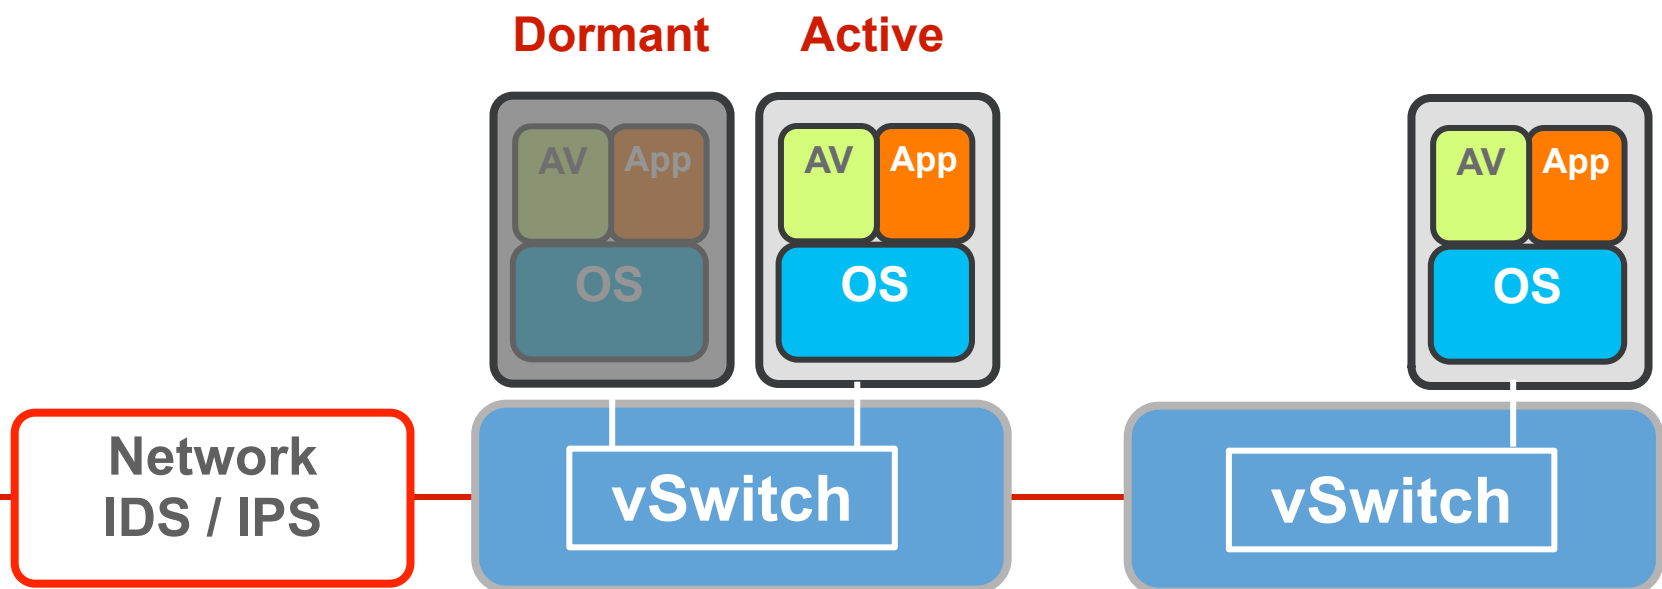 Dormant Active
AV App AV App AV App
OS OS OS
Network
IDS / IPS
vSwitch vSwitch